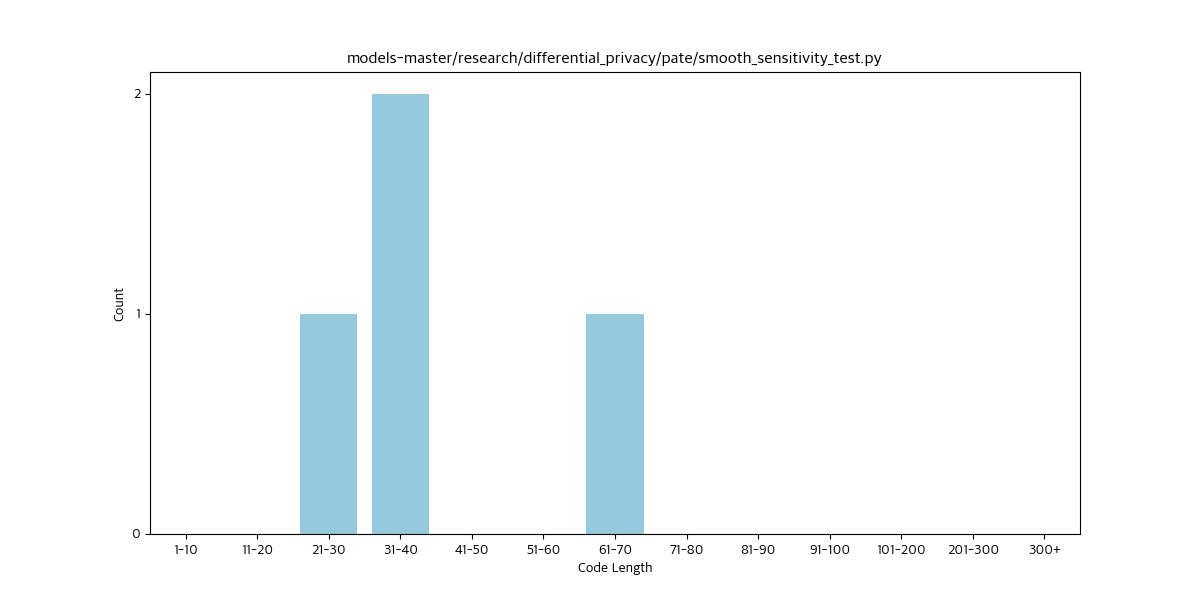 models-master/research/differential_privacy/pate/smooth_sensitivity_test.py
2
1
0
Count
1-10 11-20 21-30 31-40 41-50 51-60 61-70 71-80 81-90 91-100 101-200 201-300 300+
Code Length